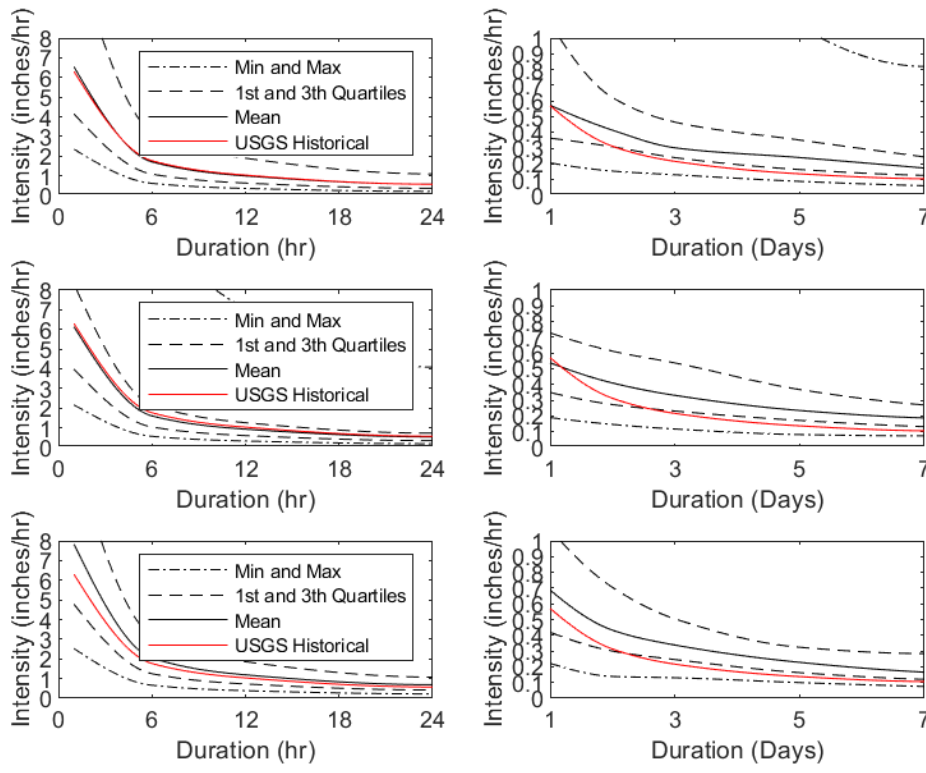 Intensity (inches/hr)
8
7
6
5
4
3
2
1
0
Min and Max
1st and 3th Quartiles
Mean
USGS Historical
0 6 12 18 24
Duration (hr)
Intensity (inches/hr)
1
0.9
0.8
0.7
0.6
0.5
0.4
0.3
0.2
0.1
0
1 3 5 7
Duration (Days)
Intensity (inches/hr)
8
7
6
5
4
3
2
1
0
Min and Max
1st and 3th Quartiles
Mean
USGS Historical
0 6 12 18 24
Duration (hr)
Intensity (inches/hr)
1
0.9
0.8
0.7
0.6
0.5
0.4
0.3
0.2
0.1
0
1 3 5 7
Duration (Days)
Intensity (inches/hr)
8
7
6
5
4
3
2
1
0
Min and Max
1st and 3th Quartiles
Mean
USGS Historical
0 6 12 18 24
Duration (hr)
Intensity (inches/hr)
1
0.9
0.8
0.7
0.6
0.5
0.4
0.3
0.2
0.1
0
1 3 5 7
Duration (Days)